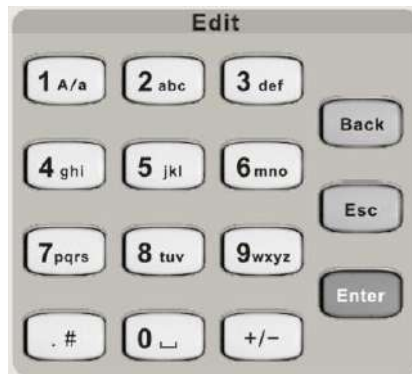 Edit
1 A/a 2 abc 3 def
Back
4 ghi 5 jkl 6 mno
Esc
7 pqrs 8 tuv 9 wxyz
Enter
. # 0 ⎵ +/−